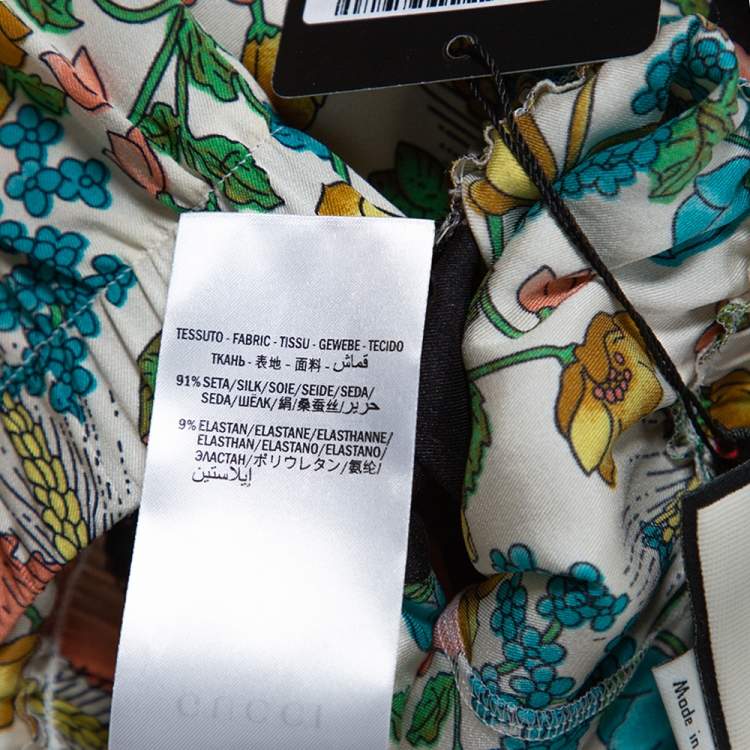 TESSUTO - FABRIC - TISSU - GEWEBE - TECIDO
ТКАНЬ - 表地 - 面料 - قماش
91% SETA/SILK/SOIE/SEIDE/SEDA/
SEDA/ШЁЛК/絹/桑蚕丝/حرير/
9% ELASTAN/ELASTANE/ELASTHANNE/
ELASTHAN/ELASTANO/ELASTANO/
ЭЛАСТАН/ポリウレタン/氨纶/
إيلاستين
GUCCI
Made in